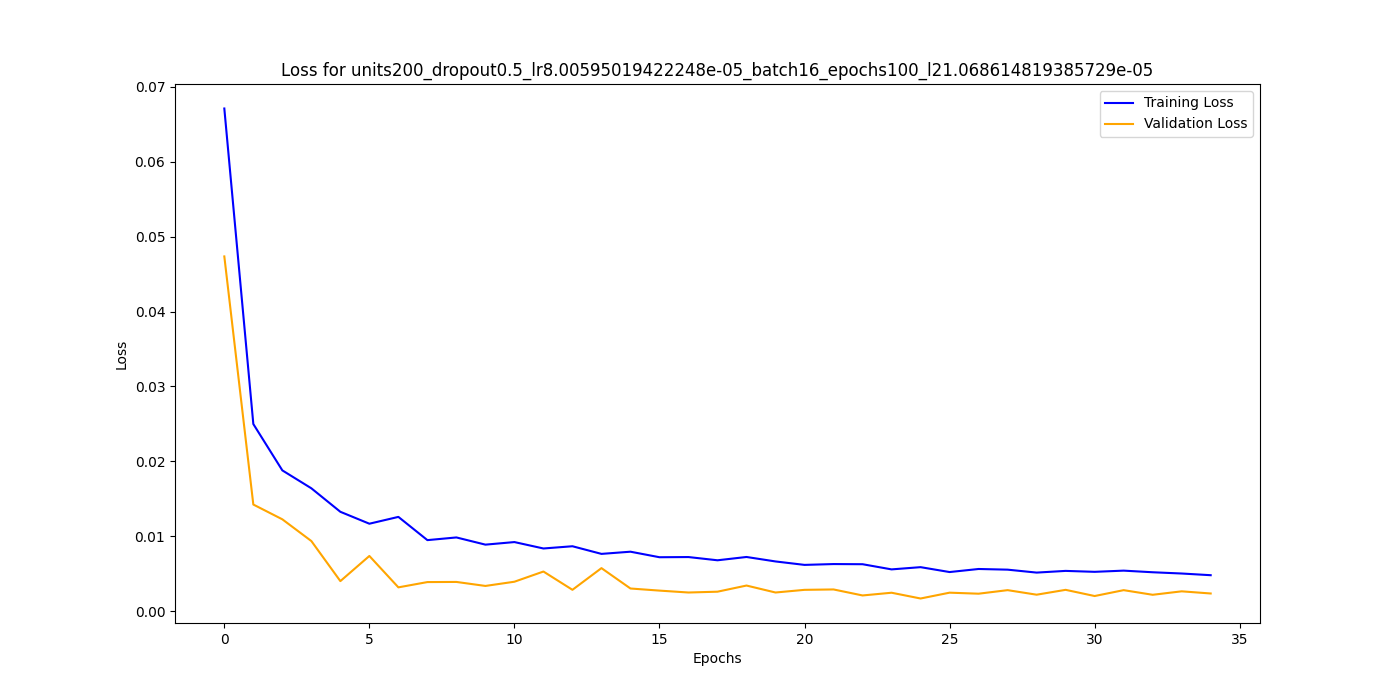 Loss for units200_dropout0.5_lr8.00595019422248e-05_batch16_epochs100_l21.068614819385729e-05
Training Loss
Validation Loss
0.07
0.06
0.05
0.04
0.03
0.02
0.01
0.00
Loss
0 5 10 15 20 25 30 35
Epochs